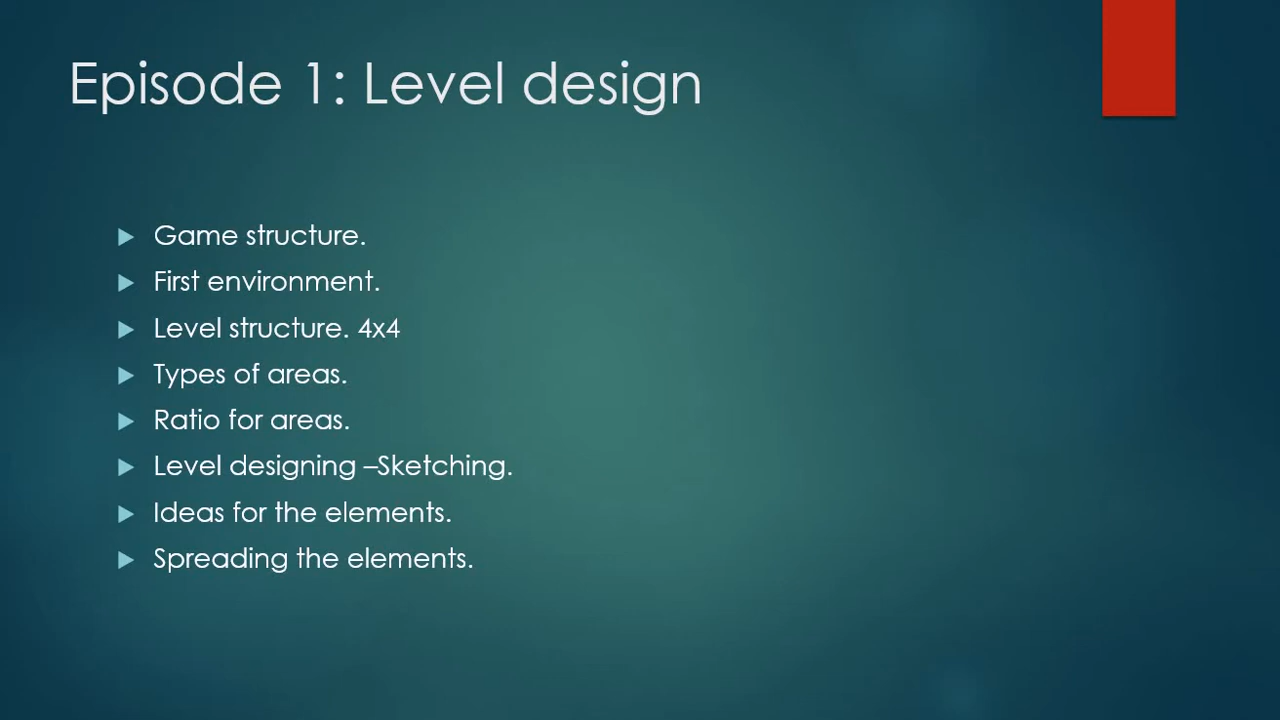 Episode 1: Level design
Game structure.
First environment.
Level structure. 4x4
Types of areas.
Ratio for areas.
Level designing –Sketching.
Ideas for the elements.
Spreading the elements.